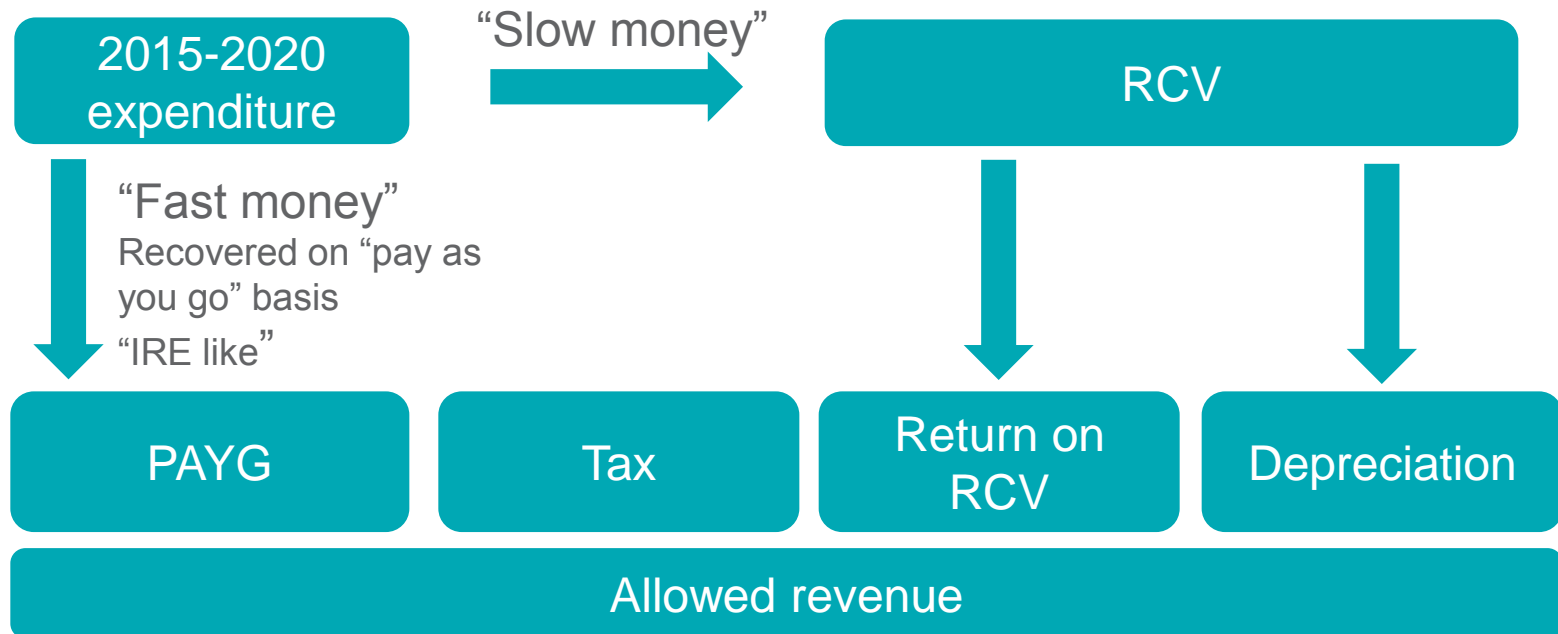 2015-2020
expenditure
“Slow money”
RCV
“Fast money”
Recovered on “pay as
you go” basis
“IRE like”
PAYG
Tax
Return on
RCV
Depreciation
Allowed revenue